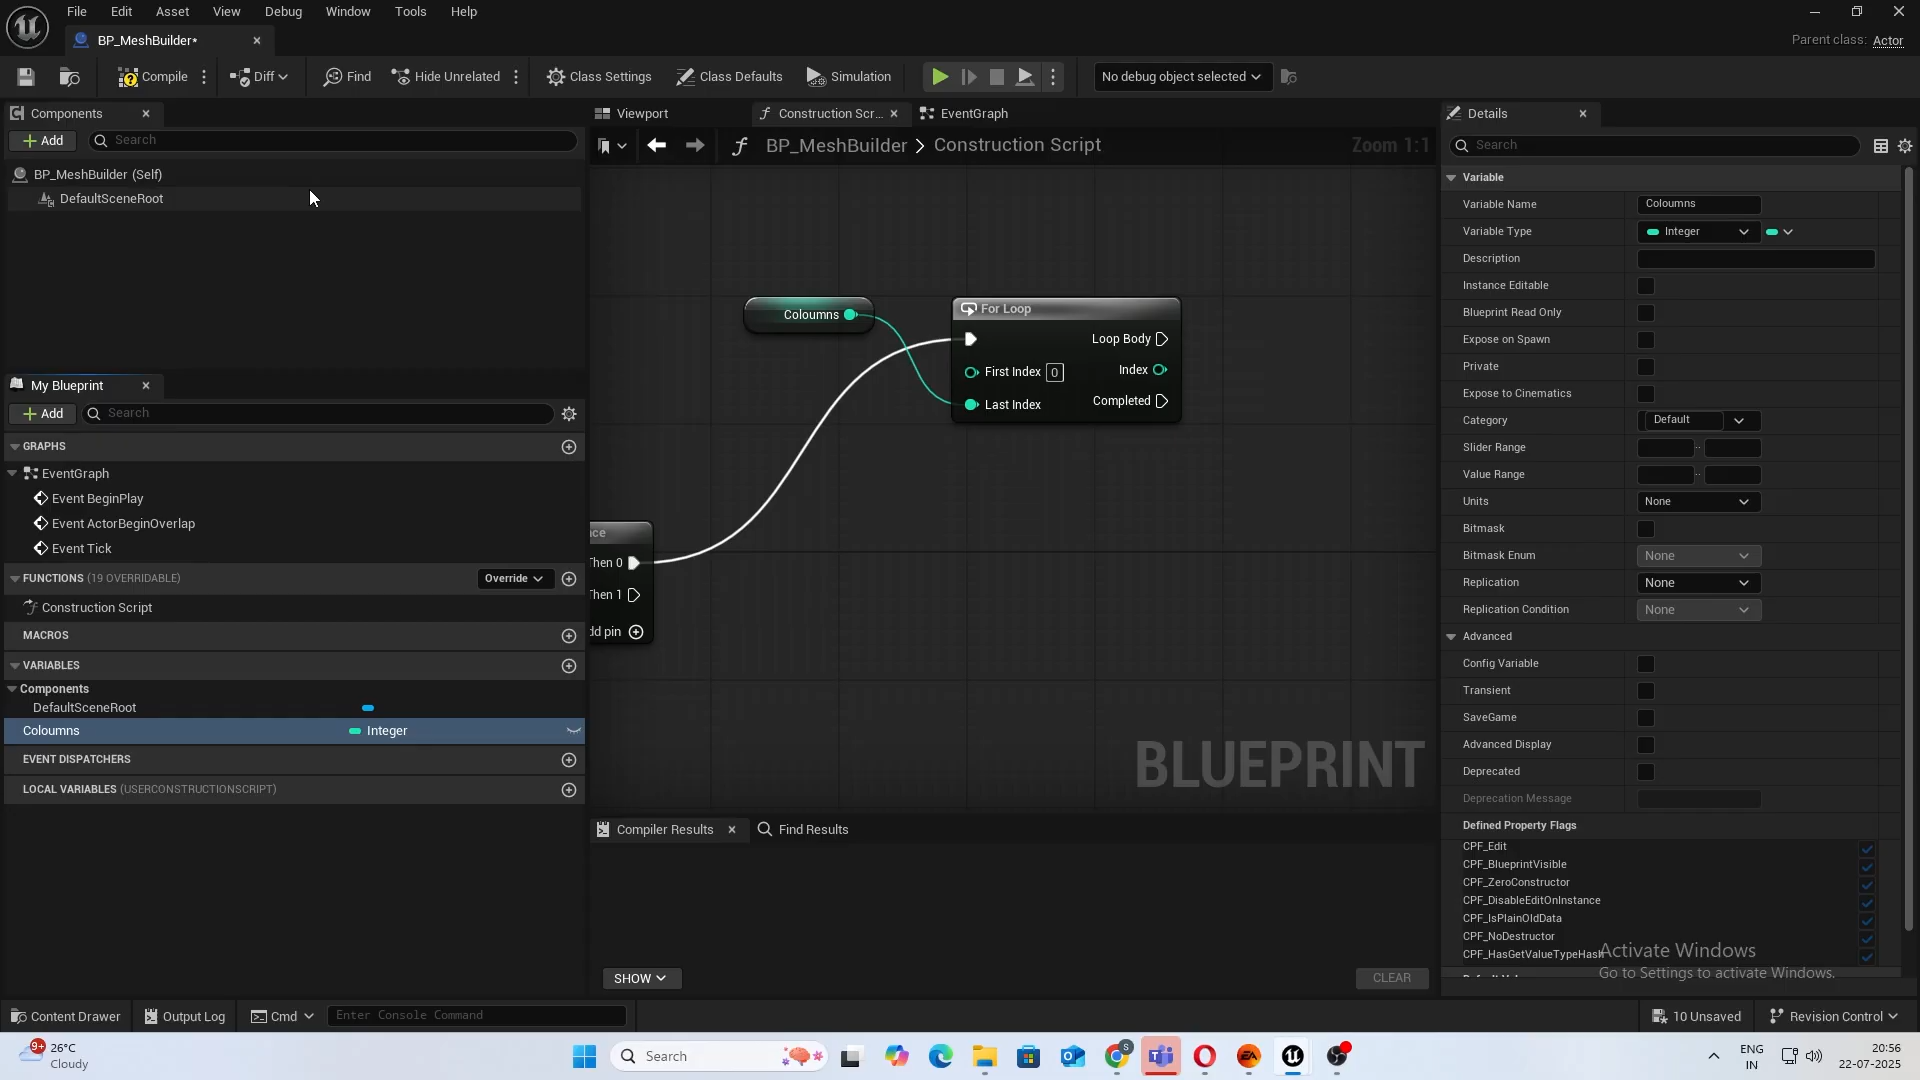 File Edit Asset View Debug Window Tools Help
BP_MeshBuilder*
Parent class: Actor
Compile Diff Find Hide Unrelated Class Settings Class Defaults Simulation No debug object selected
Components
Add Search
BP_MeshBuilder (Self)
DefaultSceneRoot
My Blueprint
Add Search
GRAPHS
EventGraph
Event BeginPlay
Event ActorBeginOverlap
Event Tick
FUNCTIONS (19 OVERRIDABLE) Override
Construction Script
MACROS
VARIABLES
Components
DefaultSceneRoot
Coloumns Integer
EVENT DISPATCHERS
LOCAL VARIABLES (USERCONSTRUCTIONSCRIPT)
Viewport Construction Scr... EventGraph
BP_MeshBuilder > Construction Script Zoom 1:1
Coloumns
For Loop
Loop Body
First Index 0 Index
Last Index Completed
nce
Then 0
Then 1
dd pin
BLUEPRINT
Compiler Results Find Results
SHOW CLEAR
Details
Search
Variable
Variable Name Coloumns
Variable Type Integer
Description
Instance Editable
Blueprint Read Only
Expose on Spawn
Private
Expose to Cinematics
Category Default
Slider Range
Value Range
Units None
Bitmask
Bitmask Enum None
Replication None
Replication Condition None
Advanced
Config Variable
Transient
SaveGame
Advanced Display
Deprecated
Deprecation Message
Defined Property Flags
CPF_Edit
CPF_BlueprintVisible
CPF_ZeroConstructor
CPF_DisableEditOnInstance
CPF_IsPlainOldData
CPF_NoDestructor
CPF_HasGetValueTypeHash
Activate Windows
Go to Settings to activate Windows.
Content Drawer Output Log Cmd Enter Console Command 10 Unsaved Revision Control
9+ 26°C
Cloudy
Search
ENG
IN
20:56
22-07-2025